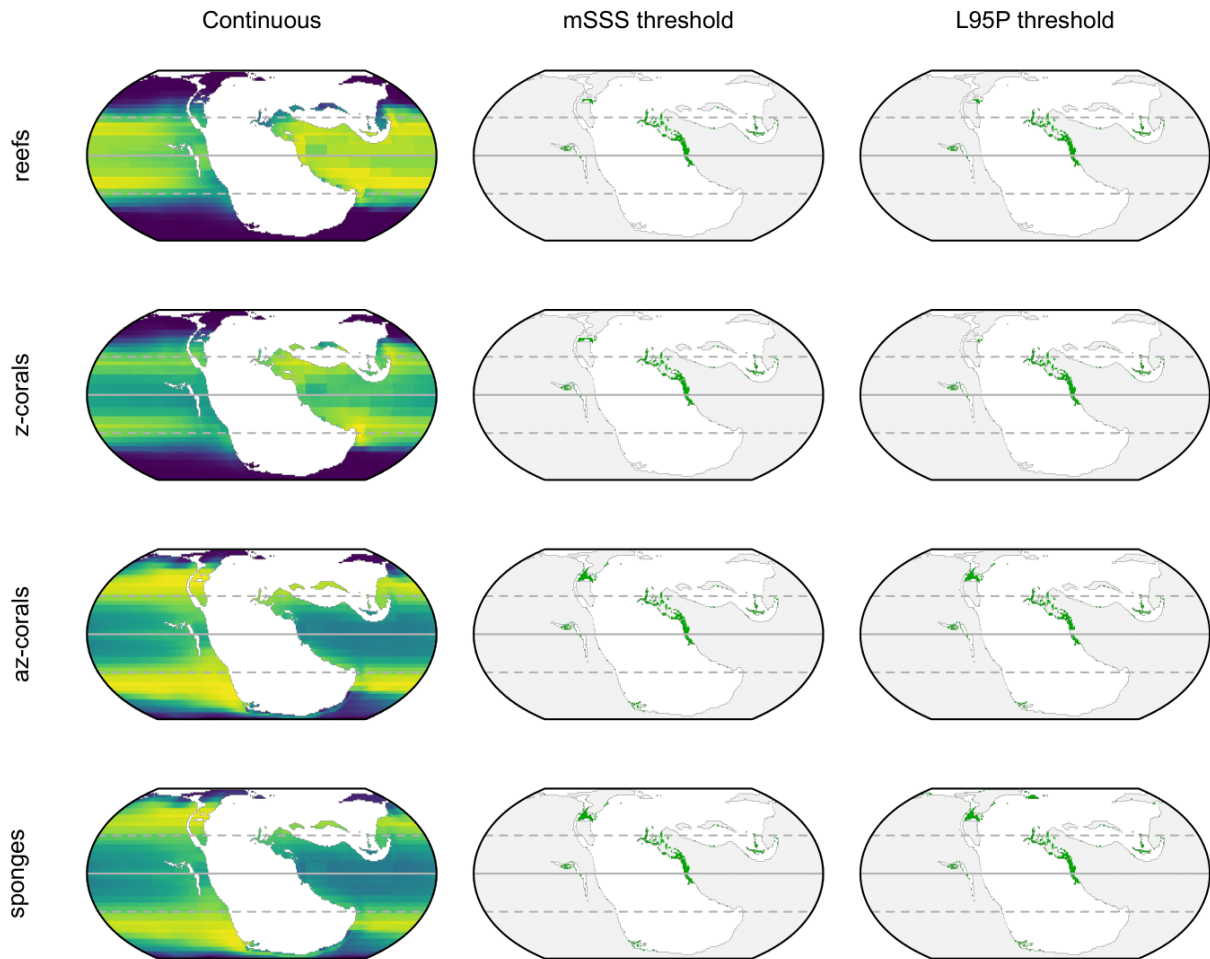 Continuous
mSSS threshold
L95P threshold
reefs
z-corals
az-corals
sponges